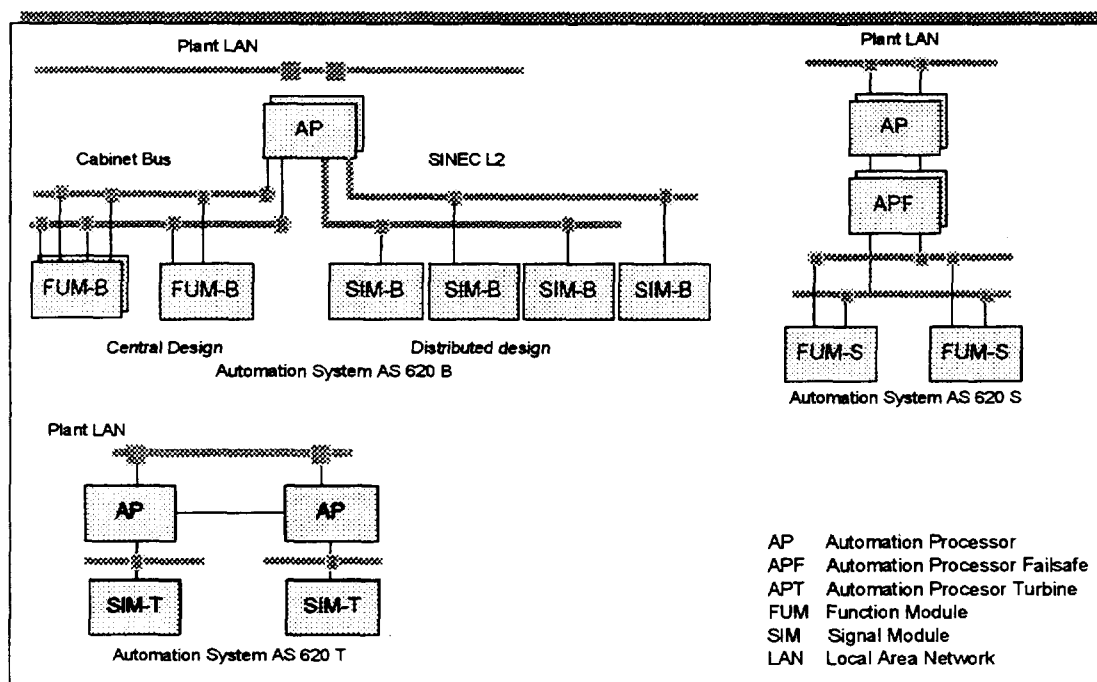 Plant LAN
AP
Cabinet Bus
SINEC L2
FUM-B
FUM-B
SIM-B
SIM-B
SIM-B
SIM-B
Central Design
Distributed design
Automation System AS 620 B
Plant LAN
AP
APF
FUM-S
FUM-S
Automation System AS 620 S
Plant LAN
AP
AP
SIM-T
SIM-T
Automation System AS 620 T
AP Automation Processor
APF Automation Processor Failsafe
APT Automation Procesor Turbine
FUM Function Module
SIM Signal Module
LAN Local Area Network